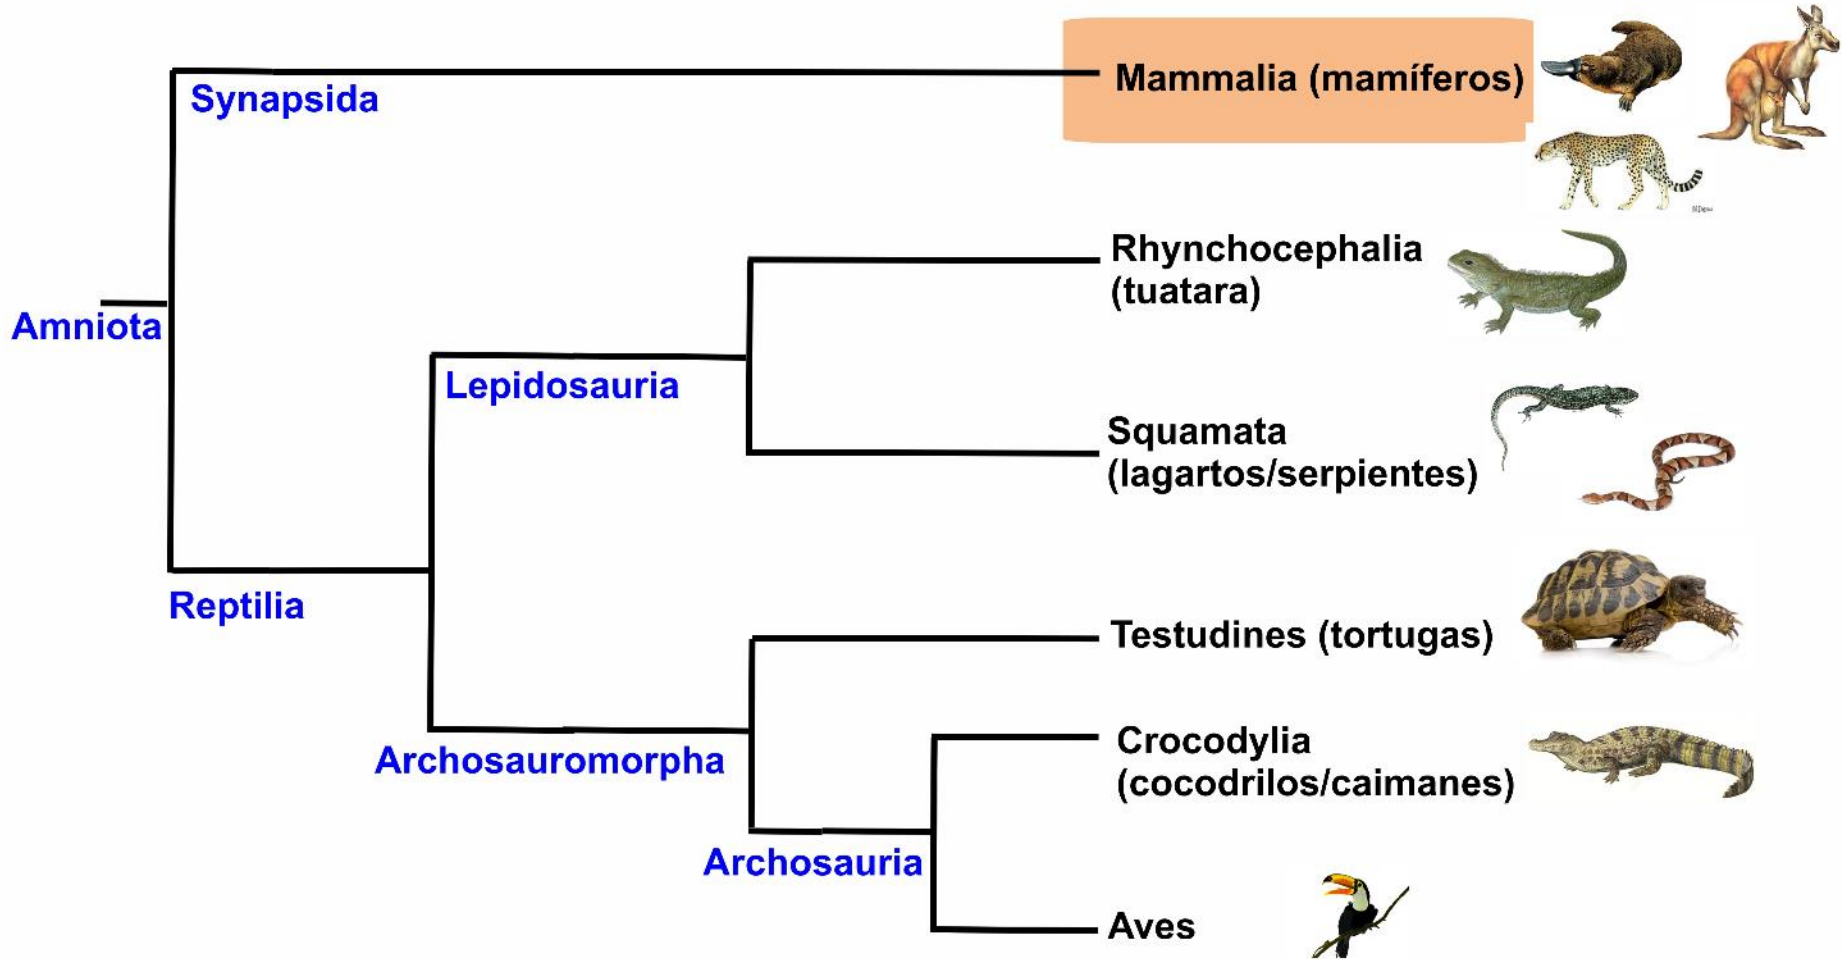 Synapsida
Mammalia (mamíferos)
Rhynchocephalia
(tuatara)
Amniota
Lepidosauria
Squamata
(lagartos/serpientes)
Reptilia
Testudines (tortugas)
Archosauromorpha
Crocodylia
(cocodrilos/caimanes)
Archosauria
Aves